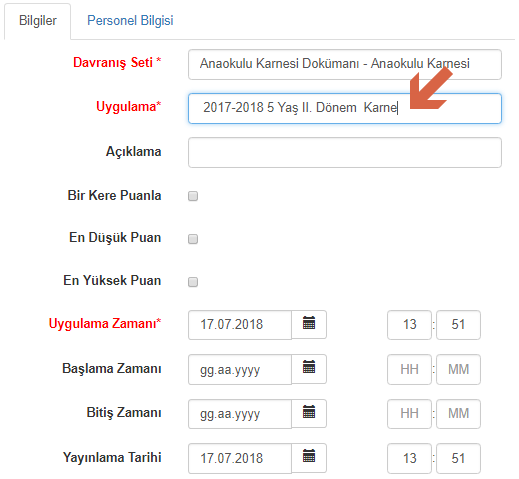 Bilgiler Personel Bilgisi
Davranış Seti * Anaokulu Karnesi Dokümanı - Anaokulu Karnesi
Uygulama* 2017-2018 5 Yaş II. Dönem Karne
Açıklama
Bir Kere Puanla
En Düşük Puan
En Yüksek Puan
Uygulama Zamanı* 17.07.2018 13 : 51
Başlama Zamanı gg.aa.yyyy HH : MM
Bitiş Zamanı gg.aa.yyyy HH : MM
Yayınlama Tarihi 17.07.2018 13 : 51